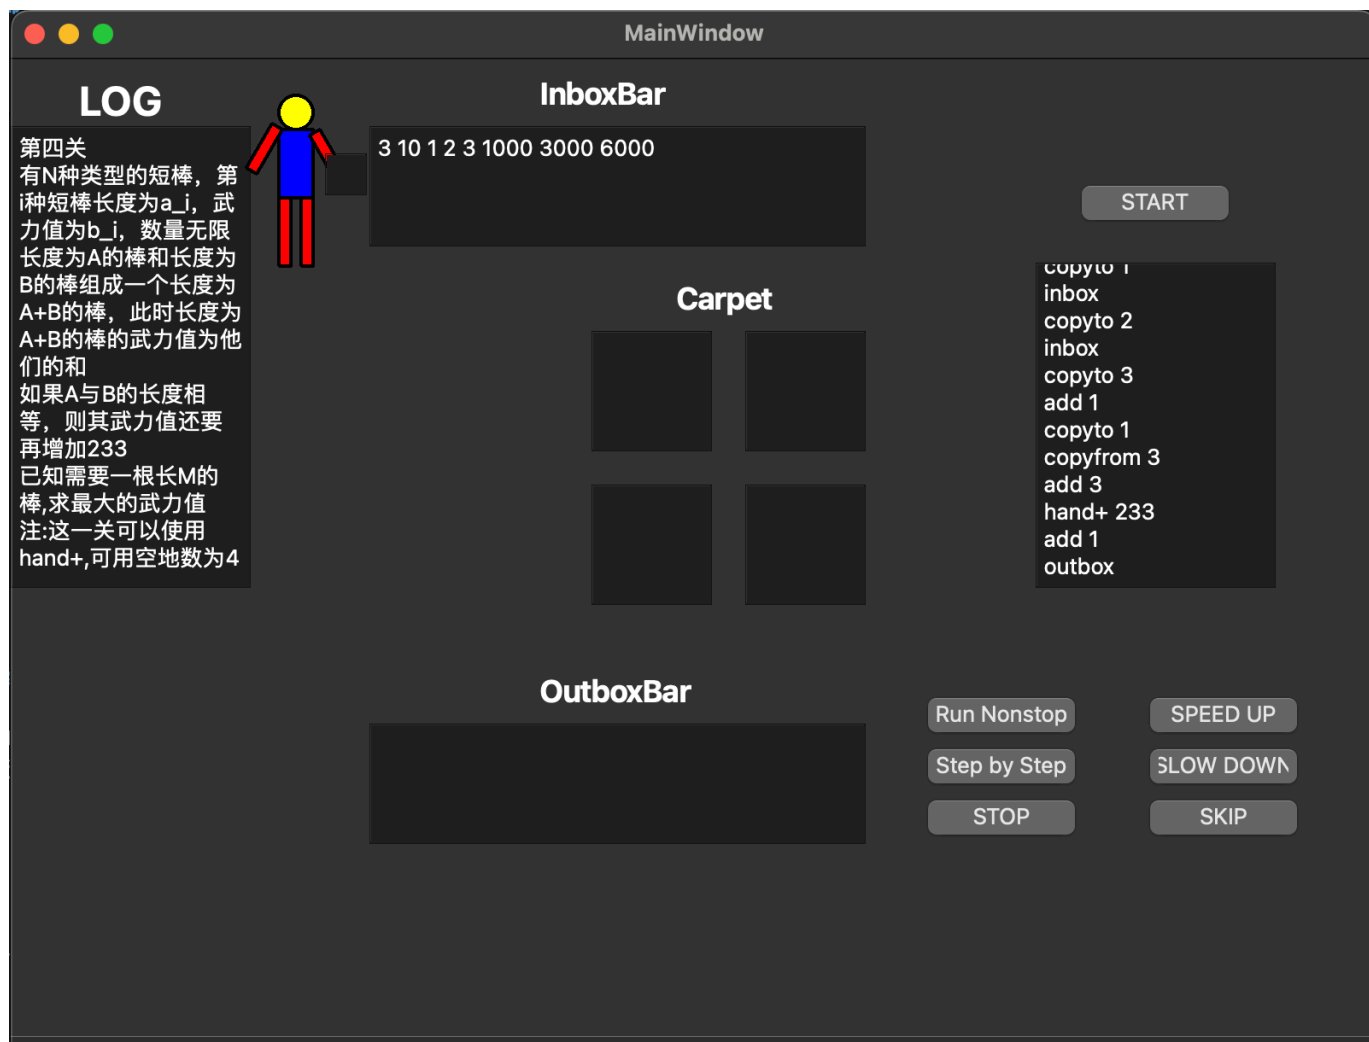 MainWindow
LOG
第四关
有N种类型的短棒，第
i种短棒长度为a_i，武
力值为b_i，数量无限
长度为A的棒和长度为
B的棒组成一个长度为
A+B的棒，此时长度为
A+B的棒的武力值为他
们的和
如果A与B的长度相
等，则其武力值还要
再增加233
已知需要一根长M的
棒,求最大的武力值
注:这一关可以使用
hand+,可用空地数为4
InboxBar
3 10 1 2 3 1000 3000 6000
Carpet
OutboxBar
START
copyto 1
inbox
copyto 2
inbox
copyto 3
add 1
copyto 1
copyfrom 3
add 3
hand+ 233
add 1
outbox
Run Nonstop
SPEED UP
Step by Step
SLOW DOWN
STOP
SKIP